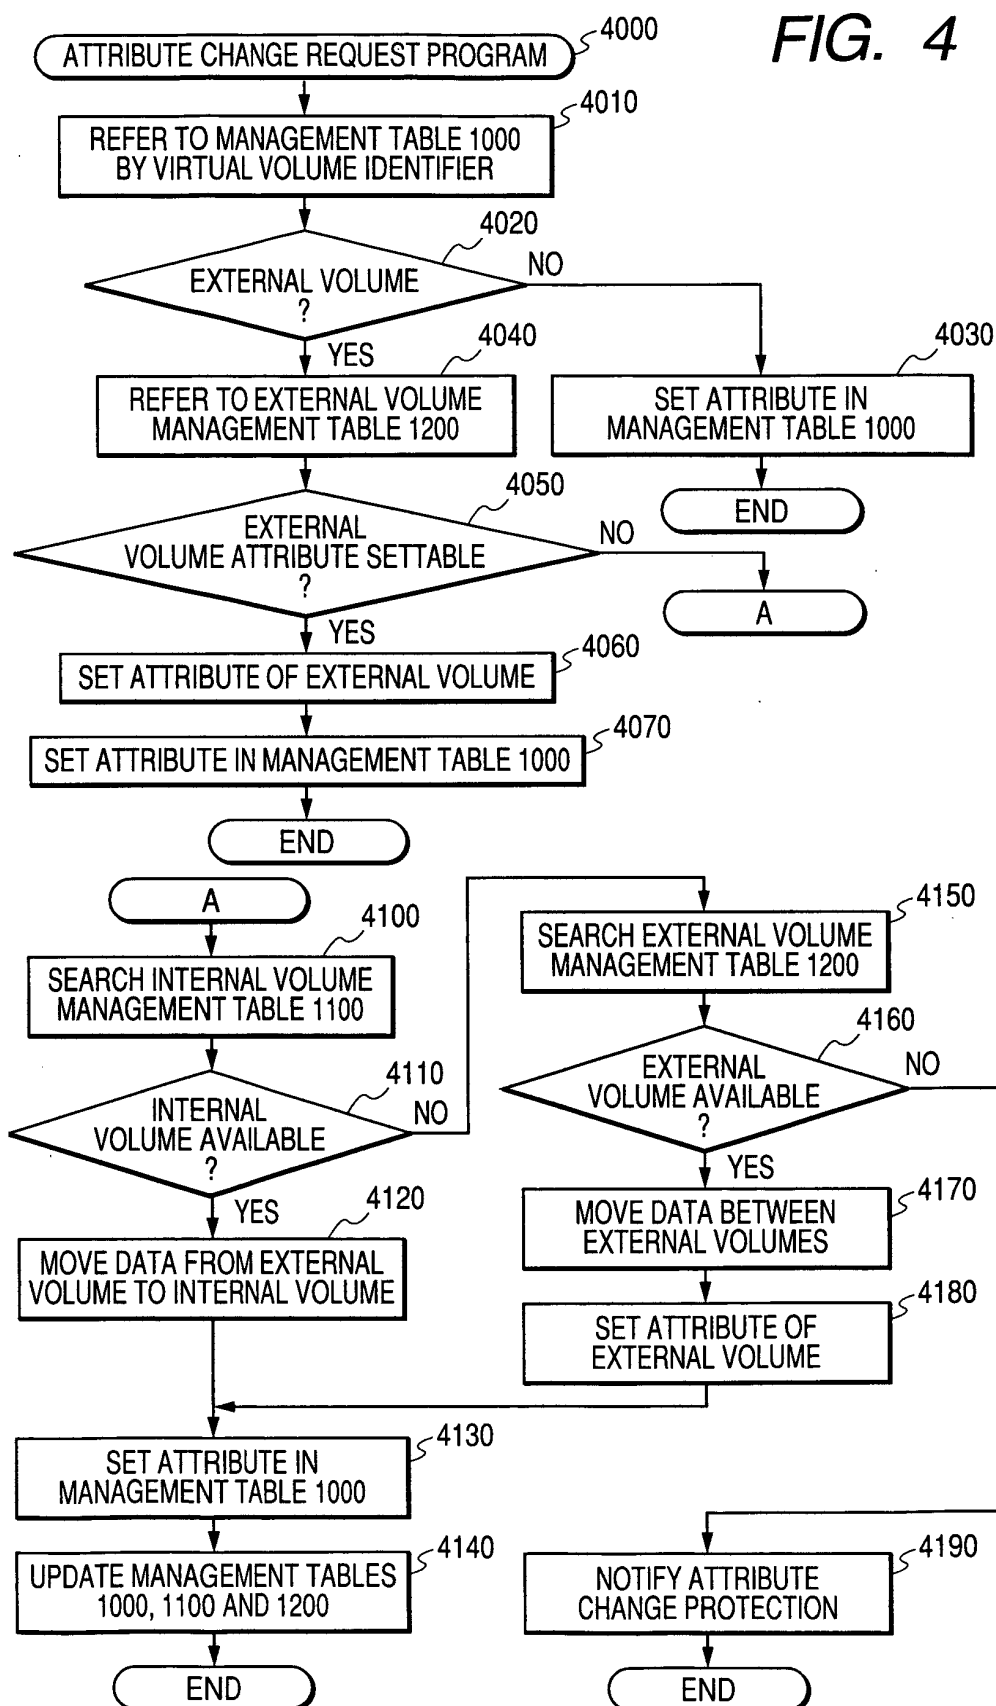 FIG. 4
ATTRIBUTE CHANGE REQUEST PROGRAM
4000
4010
REFER TO MANAGEMENT TABLE 1000
BY VIRTUAL VOLUME IDENTIFIER
4020
EXTERNAL VOLUME
?
NO
YES
4040
REFER TO EXTERNAL VOLUME
MANAGEMENT TABLE 1200
4030
SET ATTRIBUTE IN
MANAGEMENT TABLE 1000
END
4050
EXTERNAL
VOLUME ATTRIBUTE SETTABLE
?
NO
A
YES
4060
SET ATTRIBUTE OF EXTERNAL VOLUME
4070
SET ATTRIBUTE IN MANAGEMENT TABLE 1000
END
A
4100
SEARCH INTERNAL VOLUME
MANAGEMENT TABLE 1100
4110
INTERNAL
VOLUME AVAILABLE
?
NO
YES
4120
MOVE DATA FROM EXTERNAL
VOLUME TO INTERNAL VOLUME
4150
SEARCH EXTERNAL VOLUME
MANAGEMENT TABLE 1200
4160
EXTERNAL
VOLUME AVAILABLE
?
NO
YES
4170
MOVE DATA BETWEEN
EXTERNAL VOLUMES
4180
SET ATTRIBUTE OF
EXTERNAL VOLUME
4130
SET ATTRIBUTE IN
MANAGEMENT TABLE 1000
4140
UPDATE MANAGEMENT TABLES
1000, 1100 AND 1200
END
4190
NOTIFY ATTRIBUTE
CHANGE PROTECTION
END